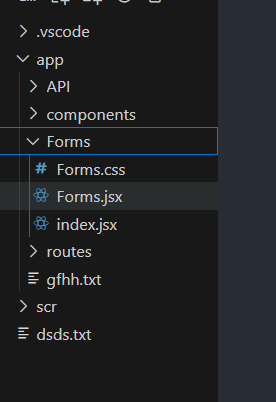 .vscode
app
API
components
Forms
# Forms.css
Forms.jsx
index.jsx
routes
gfhh.txt
scr
dsds.txt